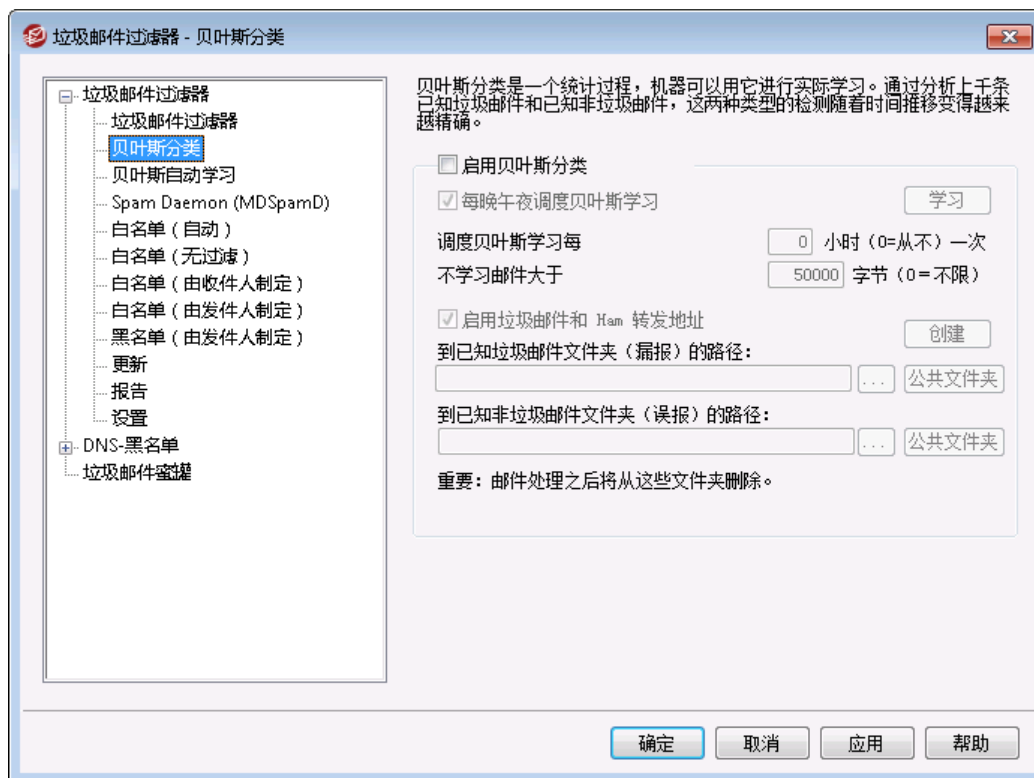 垃圾邮件过滤器 - 贝叶斯分类
垃圾邮件过滤器
垃圾邮件过滤器
贝叶斯分类
贝叶斯自动学习
Spam Daemon (MDSpamD)
白名单（自动）
白名单（无过滤）
白名单（由收件人制定）
白名单（由发件人制定）
黑名单（由发件人制定）
更新
报告
设置
DNS-黑名单
垃圾邮件蜜罐
贝叶斯分类是一个统计过程，机器可以用它进行实际学习。通过分析上千条
已知垃圾邮件和已知非垃圾邮件，这两种类型的检测随着时间推移变得越来
越精确。
启用贝叶斯分类
每晚午夜调度贝叶斯学习 学习
调度贝叶斯学习每 0 小时（0=从不）一次
不学习邮件大于 50000 字节（0＝不限）
启用垃圾邮件和 Ham 转发地址 创建
到已知垃圾邮件文件夹（漏报）的路径：
... 公共文件夹
到已知非垃圾邮件文件夹（误报）的路径：
... 公共文件夹
重要：邮件处理之后将从这些文件夹删除。
确定 取消 应用 帮助